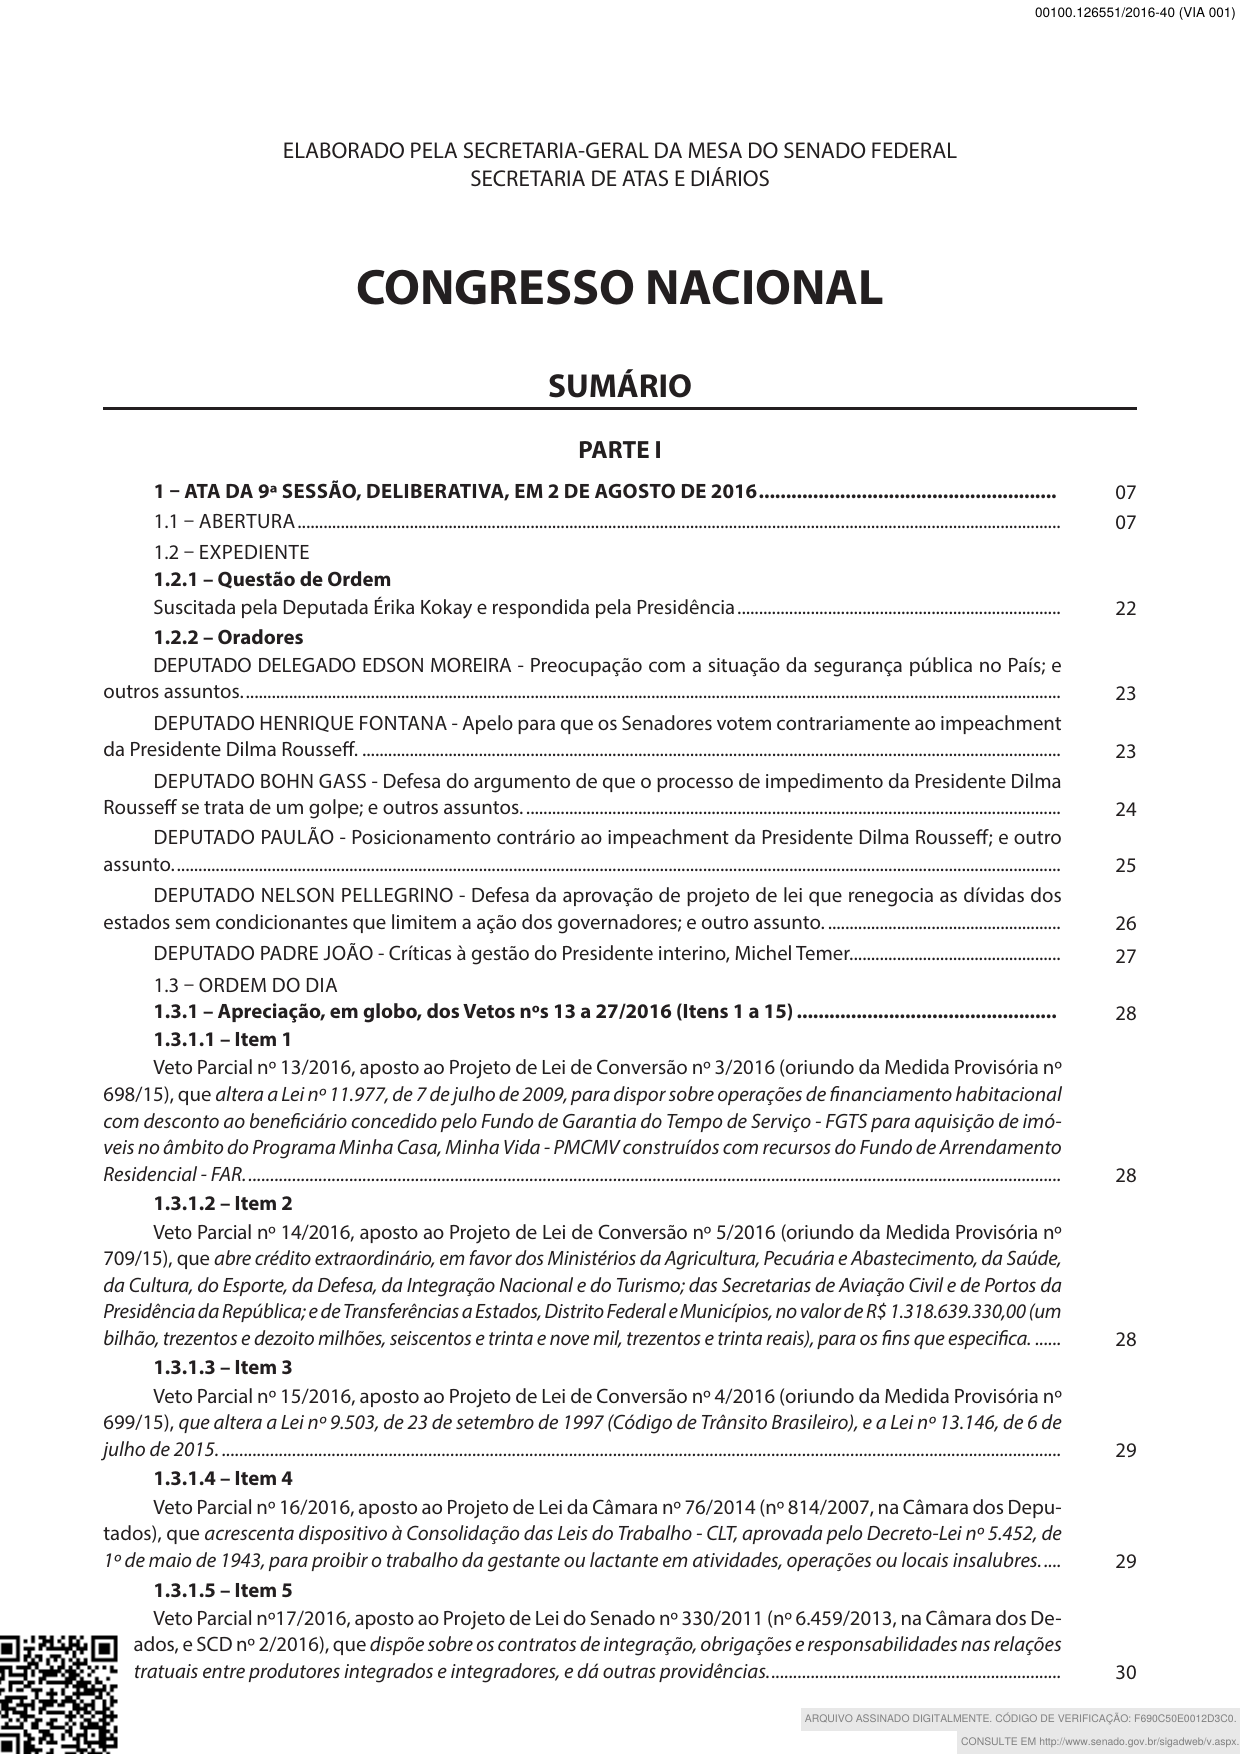 00100.126551/2016-40 (VIA 001)
ELABORADO PELA SECRETARIA-GERAL DA MESA DO SENADO FEDERAL
SECRETARIA DE ATAS E DIÁRIOS
CONGRESSO NACIONAL
SUMÁRIO
PARTE I
1 – ATA DA 9ª SESSÃO, DELIBERATIVA, EM 2 DE AGOSTO DE 2016 ....... 07
1.1 – ABERTURA ....... 07
1.2 – EXPEDIENTE
1.2.1 – Questão de Ordem
Suscitada pela Deputada Érika Kokay e respondida pela Presidência ....... 22
1.2.2 – Oradores
DEPUTADO DELEGADO EDSON MOREIRA - Preocupação com a situação da segurança pública no País; e
outros assuntos. ....... 23
DEPUTADO HENRIQUE FONTANA - Apelo para que os Senadores votem contrariamente ao impeachment
da Presidente Dilma Rousseff. ....... 23
DEPUTADO BOHN GASS - Defesa do argumento de que o processo de impedimento da Presidente Dilma
Rousseff se trata de um golpe; e outros assuntos. ....... 24
DEPUTADO PAULÃO - Posicionamento contrário ao impeachment da Presidente Dilma Rousseff; e outro
assunto. ....... 25
DEPUTADO NELSON PELLEGRINO - Defesa da aprovação de projeto de lei que renegocia as dívidas dos
estados sem condicionantes que limitem a ação dos governadores; e outro assunto. ....... 26
DEPUTADO PADRE JOÃO - Críticas à gestão do Presidente interino, Michel Temer. ....... 27
1.3 – ORDEM DO DIA
1.3.1 – Apreciação, em globo, dos Vetos nºs 13 a 27/2016 (Itens 1 a 15) ....... 28
1.3.1.1 – Item 1
Veto Parcial nº 13/2016, aposto ao Projeto de Lei de Conversão nº 3/2016 (oriundo da Medida Provisória nº
698/15), que altera a Lei nº 11.977, de 7 de julho de 2009, para dispor sobre operações de financiamento habitacional
com desconto ao beneficiário concedido pelo Fundo de Garantia do Tempo de Serviço - FGTS para aquisição de imó-
veis no âmbito do Programa Minha Casa, Minha Vida - PMCMV construídos com recursos do Fundo de Arrendamento
Residencial - FAR. ....... 28
1.3.1.2 – Item 2
Veto Parcial nº 14/2016, aposto ao Projeto de Lei de Conversão nº 5/2016 (oriundo da Medida Provisória nº
709/15), que abre crédito extraordinário, em favor dos Ministérios da Agricultura, Pecuária e Abastecimento, da Saúde,
da Cultura, do Esporte, da Defesa, da Integração Nacional e do Turismo; das Secretarias de Aviação Civil e de Portos da
Presidência da República; e de Transferências a Estados, Distrito Federal e Municípios, no valor de R$ 1.318.639.330,00 (um
bilhão, trezentos e dezoito milhões, seiscentos e trinta e nove mil, trezentos e trinta reais), para os fins que especifica. ...... 28
1.3.1.3 – Item 3
Veto Parcial nº 15/2016, aposto ao Projeto de Lei de Conversão nº 4/2016 (oriundo da Medida Provisória nº
699/15), que altera a Lei nº 9.503, de 23 de setembro de 1997 (Código de Trânsito Brasileiro), e a Lei nº 13.146, de 6 de
julho de 2015. ....... 29
1.3.1.4 – Item 4
Veto Parcial nº 16/2016, aposto ao Projeto de Lei da Câmara nº 76/2014 (nº 814/2007, na Câmara dos Depu-
tados), que acrescenta dispositivo à Consolidação das Leis do Trabalho - CLT, aprovada pelo Decreto-Lei nº 5.452, de
1º de maio de 1943, para proibir o trabalho da gestante ou lactante em atividades, operações ou locais insalubres. .... 29
1.3.1.5 – Item 5
Veto Parcial nº17/2016, aposto ao Projeto de Lei do Senado nº 330/2011 (nº 6.459/2013, na Câmara dos De-
ados, e SCD nº 2/2016), que dispõe sobre os contratos de integração, obrigações e responsabilidades nas relações
tratuais entre produtores integrados e integradores, e dá outras providências. ....... 30
ARQUIVO ASSINADO DIGITALMENTE. CÓDIGO DE VERIFICAÇÃO: F690C50E0012D3C0.
CONSULTE EM http://www.senado.gov.br/sigadweb/v.aspx.